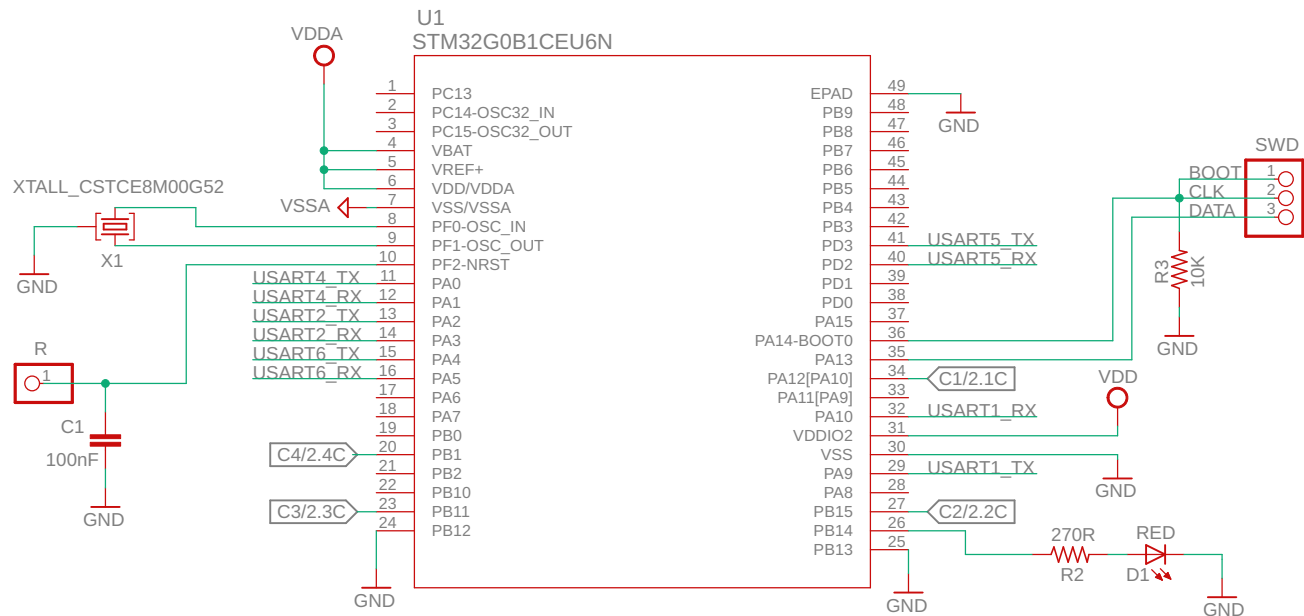 U1
STM32G0B1CEU6N
VDDA
1 PC13
2 PC14-OSC32_IN
3 PC15-OSC32_OUT
4 VBAT
5 VREF+
6 VDD/VDDA
7 VSS/VSSA
8 PF0-OSC_IN
9 PF1-OSC_OUT
10 PF2-NRST
11 PA0
12 PA1
13 PA2
14 PA3
15 PA4
16 PA5
17 PA6
18 PA7
19 PB0
20 PB1
21 PB2
22 PB10
23 PB11
24 PB12
EPAD 49
PB9 48
PB8 47
PB7 46
PB6 45
PB5 44
PB4 43
PB3 42
PD3 41
PD2 40
PD1 39
PD0 38
PA15 37
PA14-BOOT0 36
PA13 35
PA12[PA10] 34
PA11[PA9] 33
PA10 32
VDDIO2 31
VSS 30
PA9 29
PA8 28
PB15 27
PB14 26
PB13 25
XTALL_CSTCE8M00G52
VSSA
X1
GND
USART4_TX
USART4_RX
USART2_TX
USART2_RX
USART6_TX
USART6_RX
R
1
C1
100nF
GND
C4/2.4C
C3/2.3C
GND
GND
SWD
BOOT 1
CLK 2
DATA 3
USART5_TX
USART5_RX
R3
10K
GND
C1/2.1C
VDD
USART1_RX
USART1_TX
GND
C2/2.2C
270R
R2
RED
D1
GND
GND